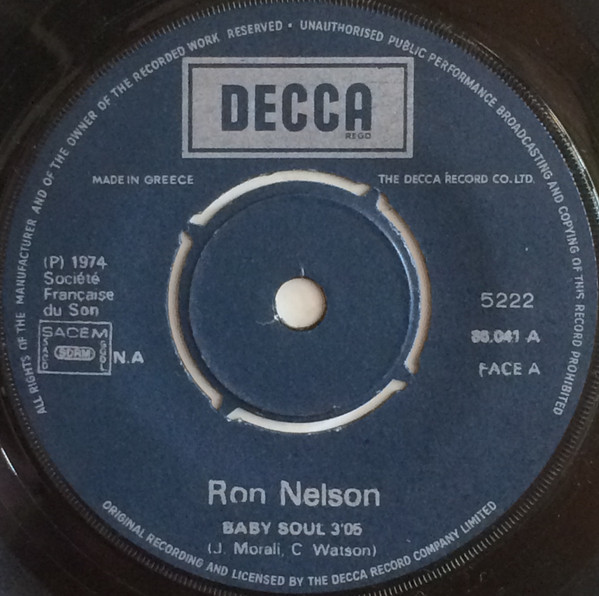 ALL RIGHTS OF THE MANUFACTURER AND OF THE OWNER OF THE RECORDED WORK RESERVED • UNAUTHORISED PUBLIC PERFORMANCE BROADCASTING AND COPYING OF THIS RECORD PROHIBITED
DECCA
REGD
MADE IN GREECE
THE DECCA RECORD CO. LTD.
(P) 1974
Société
Française
du Son
SACEM
SACD SDRM SGDL
N.A
5222
86.041 A
FACE A
Ron Nelson
BABY SOUL 3'05
(J. Morali, C Watson)
ORIGINAL RECORDING AND LICENSED BY THE DECCA RECORD COMPANY LIMITED